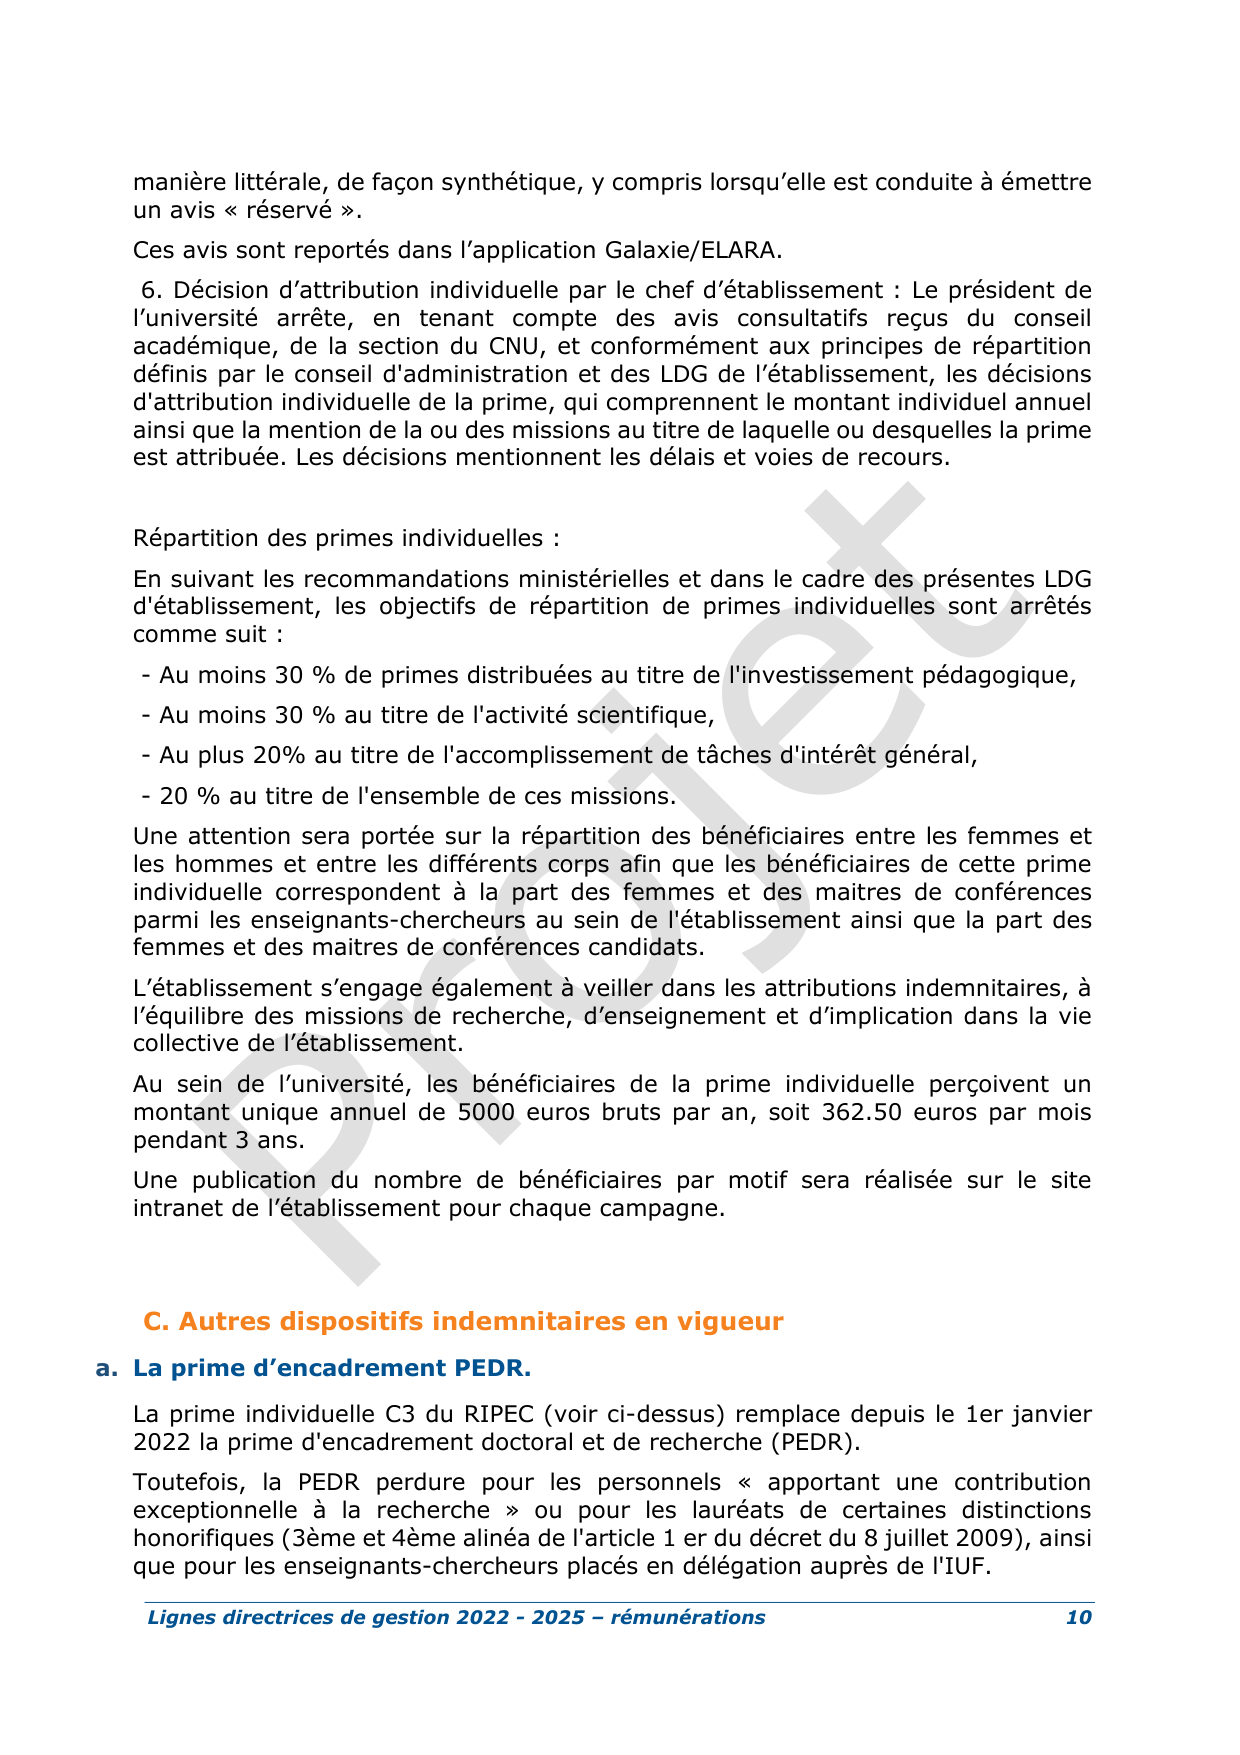 manière littérale, de façon synthétique, y compris lorsqu’elle est conduite à émettre
un avis « réservé ».
Ces avis sont reportés dans l’application Galaxie/ELARA.
6. Décision d’attribution individuelle par le chef d’établissement : Le président de
l’université arrête, en tenant compte des avis consultatifs reçus du conseil
académique, de la section du CNU, et conformément aux principes de répartition
définis par le conseil d'administration et des LDG de l’établissement, les décisions
d'attribution individuelle de la prime, qui comprennent le montant individuel annuel
ainsi que la mention de la ou des missions au titre de laquelle ou desquelles la prime
est attribuée. Les décisions mentionnent les délais et voies de recours.
Répartition des primes individuelles :
En suivant les recommandations ministérielles et dans le cadre des présentes LDG
d'établissement, les objectifs de répartition de primes individuelles sont arrêtés
comme suit :
- Au moins 30 % de primes distribuées au titre de l'investissement pédagogique,
- Au moins 30 % au titre de l'activité scientifique,
- Au plus 20% au titre de l'accomplissement de tâches d'intérêt général,
- 20 % au titre de l'ensemble de ces missions.
Une attention sera portée sur la répartition des bénéficiaires entre les femmes et
les hommes et entre les différents corps afin que les bénéficiaires de cette prime
individuelle correspondent à la part des femmes et des maitres de conférences
parmi les enseignants-chercheurs au sein de l'établissement ainsi que la part des
femmes et des maitres de conférences candidats.
L’établissement s’engage également à veiller dans les attributions indemnitaires, à
l’équilibre des missions de recherche, d’enseignement et d’implication dans la vie
collective de l’établissement.
Au sein de l’université, les bénéficiaires de la prime individuelle perçoivent un
montant unique annuel de 5000 euros bruts par an, soit 362.50 euros par mois
pendant 3 ans.
Une publication du nombre de bénéficiaires par motif sera réalisée sur le site
intranet de l’établissement pour chaque campagne.
Projet
C. Autres dispositifs indemnitaires en vigueur
a. La prime d’encadrement PEDR.
La prime individuelle C3 du RIPEC (voir ci-dessus) remplace depuis le 1er janvier
2022 la prime d'encadrement doctoral et de recherche (PEDR).
Toutefois, la PEDR perdure pour les personnels « apportant une contribution
exceptionnelle à la recherche » ou pour les lauréats de certaines distinctions
honorifiques (3ème et 4ème alinéa de l'article 1 er du décret du 8 juillet 2009), ainsi
que pour les enseignants-chercheurs placés en délégation auprès de l'IUF.
Lignes directrices de gestion 2022 - 2025 – rémunérations 10